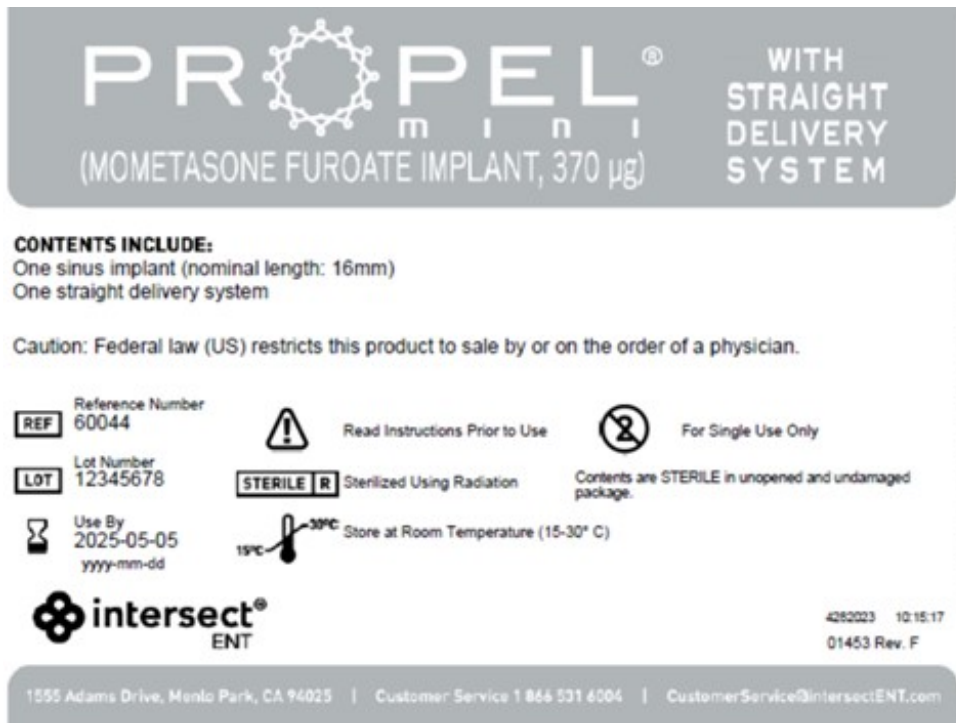 PROPEL®
mini
(MOMETASONE FUROATE IMPLANT, 370 µg)
WITH
STRAIGHT
DELIVERY
SYSTEM
CONTENTS INCLUDE:
One sinus implant (nominal length: 16mm)
One straight delivery system
Caution: Federal law (US) restricts this product to sale by or on the order of a physician.
REF
Reference Number
60044
Read Instructions Prior to Use
2
For Single Use Only
LOT
Lot Number
12345678
STERILE R
Sterilized Using Radiation
Contents are STERILE in unopened and undamaged
package.
Use By
2025-05-05
yyyy-mm-dd
15°C
30°C
Store at Room Temperature (15-30° C)
intersect®
ENT
4282023 10:15:17
01453 Rev. F
1555 Adams Drive, Menlo Park, CA 94025 | Customer Service 1 866 531 6004 | CustomerService@intersectENT.com